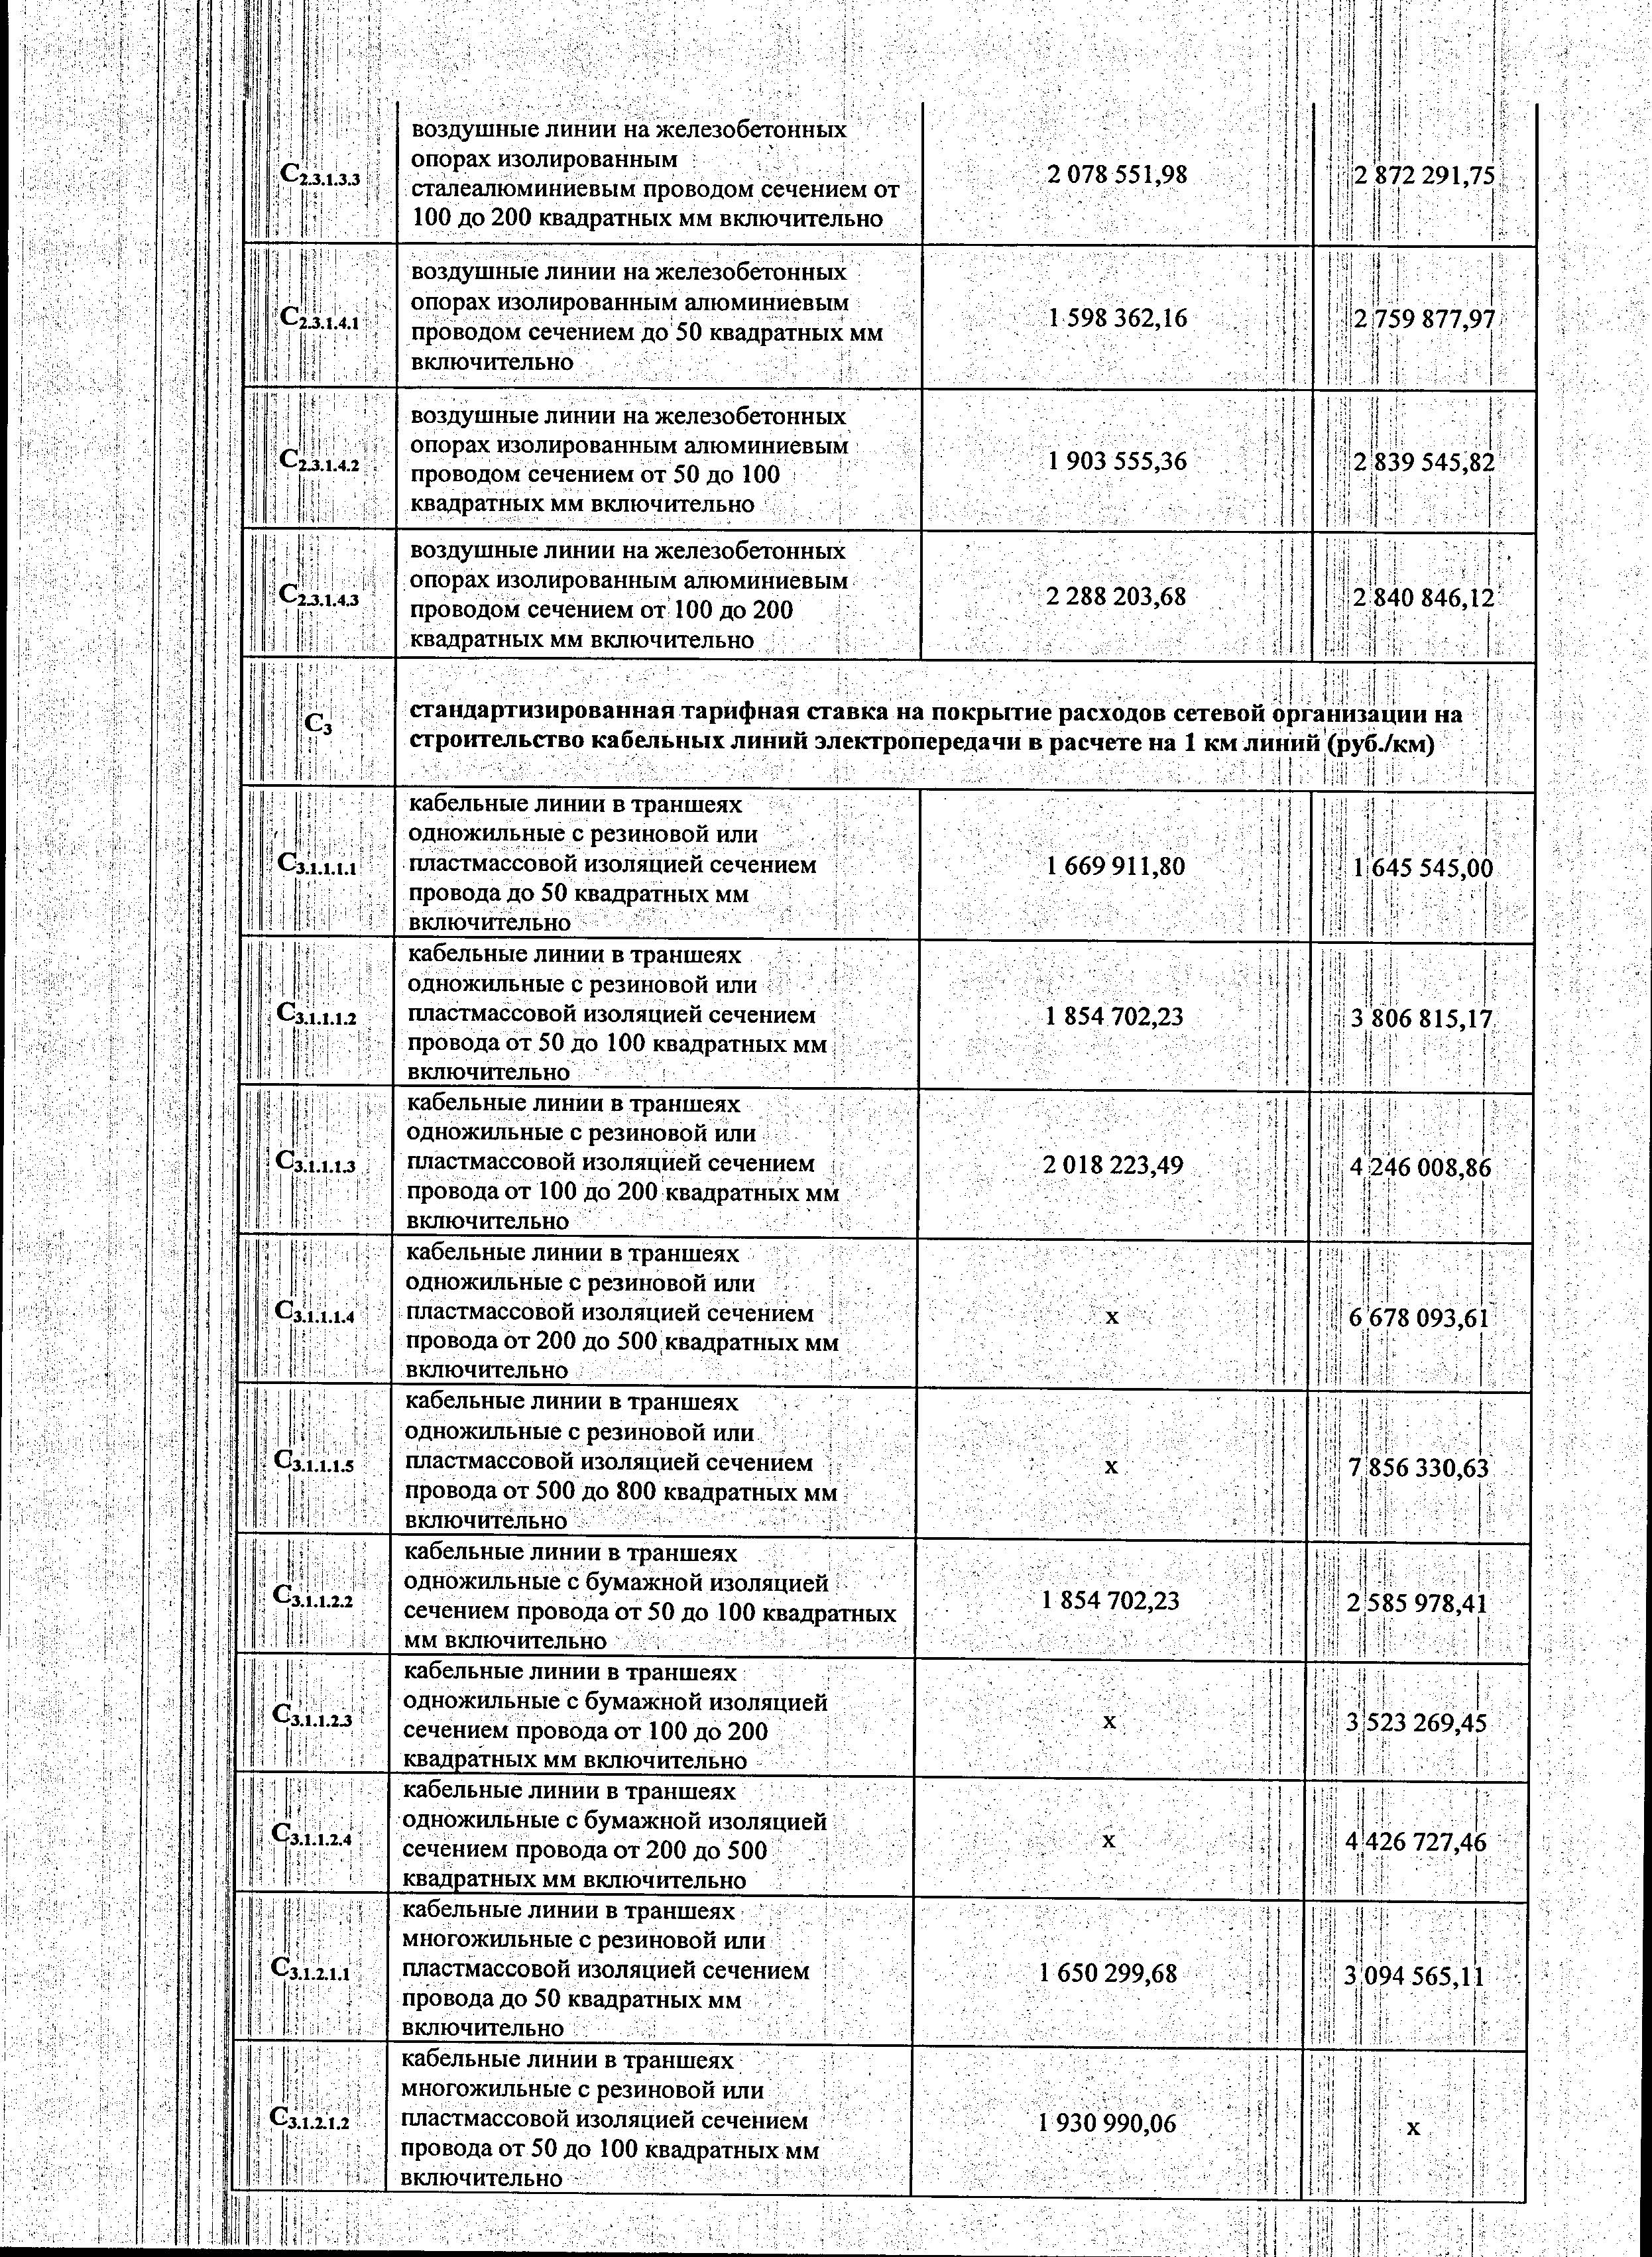 воздушные линии на железобетонных
опорах изолированным
C2.3.1.3.3 сталеалюминиевым проводом сечением от 2 078 551,98 2 872 291,75
100 до 200 квадратных мм включительно
воздушные линии на железобетонных
опорах изолированным алюминиевым
C2.3.1.4.1 проводом сечением до 50 квадратных мм 1 598 362,16 2 759 877,97
включительно
воздушные линии на железобетонных
опорах изолированным алюминиевым
C2.3.1.4.2 проводом сечением от 50 до 100 1 903 555,36 2 839 545,82
квадратных мм включительно
воздушные линии на железобетонных
опорах изолированным алюминиевым
C2.3.1.4.3 проводом сечением от 100 до 200 2 288 203,68 2 840 846,12
квадратных мм включительно
C3 стандартизированная тарифная ставка на покрытие расходов сетевой организации на
строительство кабельных линий электропередачи в расчете на 1 км линий (руб./км)
кабельные линии в траншеях
одножильные с резиновой или
C3.1.1.1.1 пластмассовой изоляцией сечением 1 669 911,80 1 645 545,00
провода до 50 квадратных мм
включительно
кабельные линии в траншеях
одножильные с резиновой или
C3.1.1.1.2 пластмассовой изоляцией сечением 1 854 702,23 3 806 815,17
провода от 50 до 100 квадратных мм
включительно
кабельные линии в траншеях
одножильные с резиновой или
C3.1.1.1.3 пластмассовой изоляцией сечением 2 018 223,49 4 246 008,86
провода от 100 до 200 квадратных мм
включительно
кабельные линии в траншеях
одножильные с резиновой или
C3.1.1.1.4 пластмассовой изоляцией сечением х 6 678 093,61
провода от 200 до 500 квадратных мм
включительно
кабельные линии в траншеях
одножильные с резиновой или
C3.1.1.1.5 пластмассовой изоляцией сечением х 7 856 330,63
провода от 500 до 800 квадратных мм
включительно
кабельные линии в траншеях
одножильные с бумажной изоляцией
C3.1.1.2.2 сечением провода от 50 до 100 квадратных 1 854 702,23 2 585 978,41
мм включительно
кабельные линии в траншеях
одножильные с бумажной изоляцией
C3.1.1.2.3 сечением провода от 100 до 200 х 3 523 269,45
квадратных мм включительно
кабельные линии в траншеях
одножильные с бумажной изоляцией
C3.1.1.2.4 сечением провода от 200 до 500 х 4 426 727,46
квадратных мм включительно
кабельные линии в траншеях
многожильные с резиновой или
C3.1.2.1.1 пластмассовой изоляцией сечением 1 650 299,68 3 094 565,11
провода до 50 квадратных мм
включительно
кабельные линии в траншеях
многожильные с резиновой или
C3.1.2.1.2 пластмассовой изоляцией сечением 1 930 990,06 х
провода от 50 до 100 квадратных мм
включительно